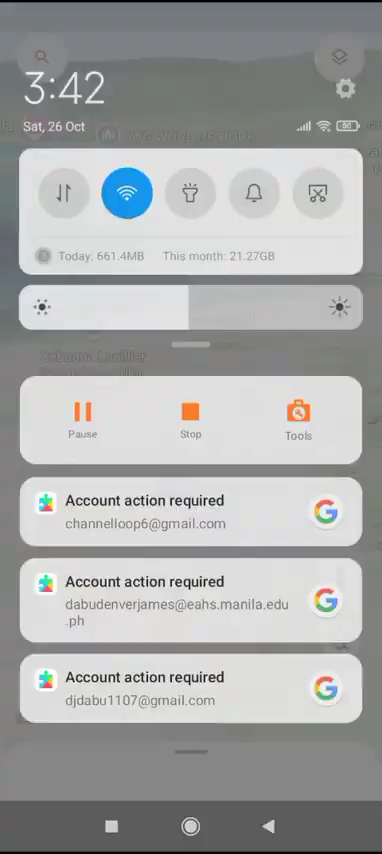 3:42
Sat, 26 Oct
50
Today: 661.4MB This month: 21.27GB
Pause
Stop
Tools
Account action required
channelloop6@gmail.com
Account action required
dabudenverjames@eahs.manila.edu
.ph
Account action required
djdabu1107@gmail.com